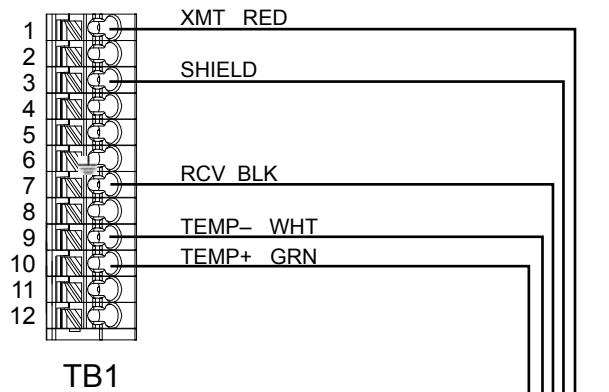 1 XMT RED
2
3 SHIELD
4
5
6
7 RCV BLK
8
9 TEMP– WHT
10 TEMP+ GRN
11
12
TB1